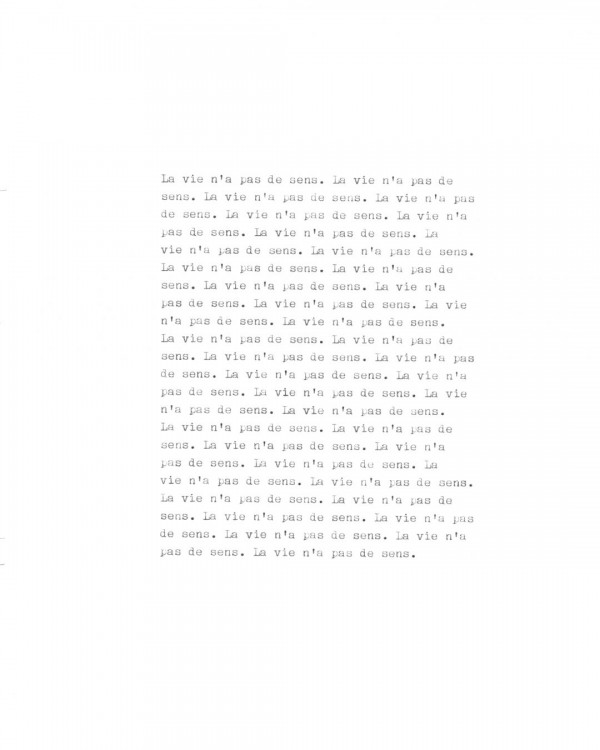 La vie n'a pas de sens. La vie n'a pas de
sens. La vie n'a pas de sens. La vie n'a pas
de sens. La vie n'a pas de sens. La vie n'a
pas de sens. La vie n'a pas de sens. La
vie n'a pas de sens. La vie n'a pas de sens.
La vie n'a pas de sens. La vie n'a pas de
sens. La vie n'a pas de sens. La vie n'a
pas de sens. La vie n'a pas de sens. La vie
n'a pas de sens. La vie n'a pas de sens.
La vie n'a pas de sens. La vie n'a pas de
sens. La vie n'a pas de sens. La vie n'a pas
de sens. La vie n'a pas de sens. La vie n'a
pas de sens. La vie n'a pas de sens. La vie
n'a pas de sens. La vie n'a pas de sens.
La vie n'a pas de sens. La vie n'a pas de
sens. La vie n'a pas de sens. La vie n'a
pas de sens. La vie n'a pas de sens. La
vie n'a pas de sens. La vie n'a pas de sens.
La vie n'a pas de sens. La vie n'a pas de
sens. La vie n'a pas de sens. La vie n'a pas
de sens. La vie n'a pas de sens. La vie n'a
pas de sens. La vie n'a pas de sens.